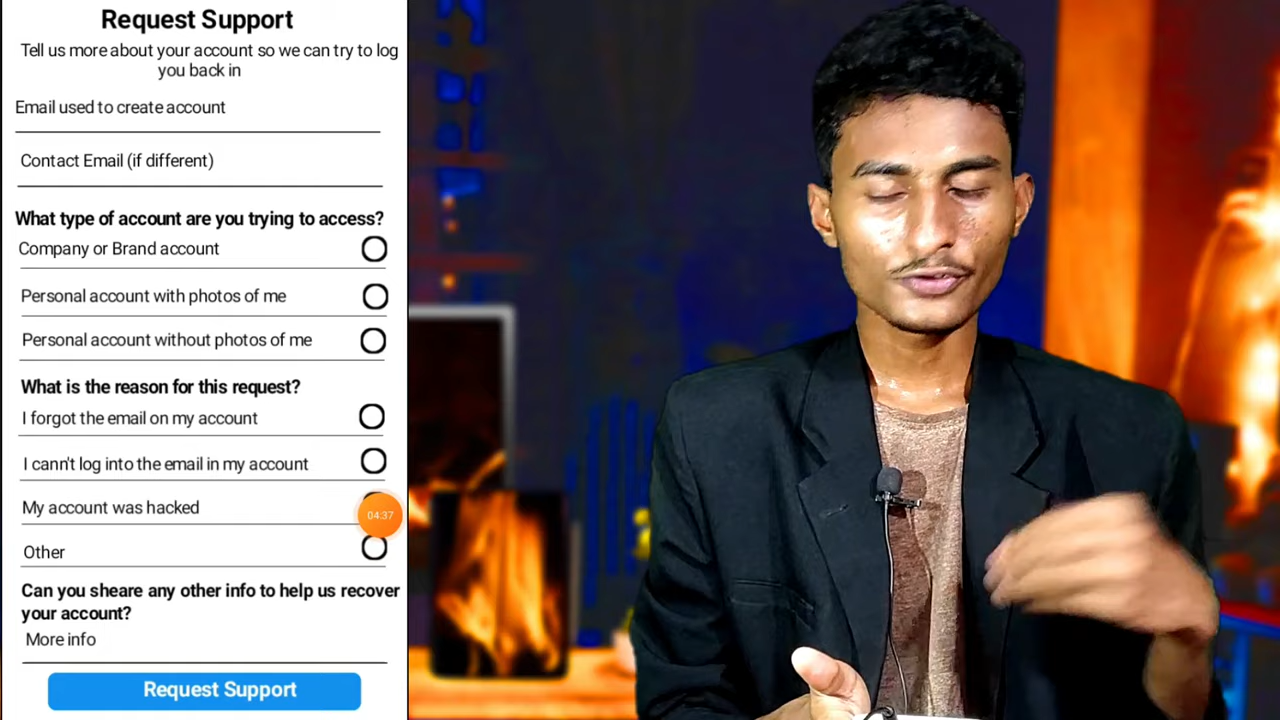 Request Support
Tell us more about your account so we can try to log
you back in
Email used to create account
Contact Email (if different)
What type of account are you trying to access?
Company or Brand account
Personal account with photos of me
Personal account without photos of me
What is the reason for this request?
I forgot the email on my account
I cann't log into the email in my account
My account was hacked
04:37
Other
Can you sheare any other info to help us recover
your account?
More info
Request Support